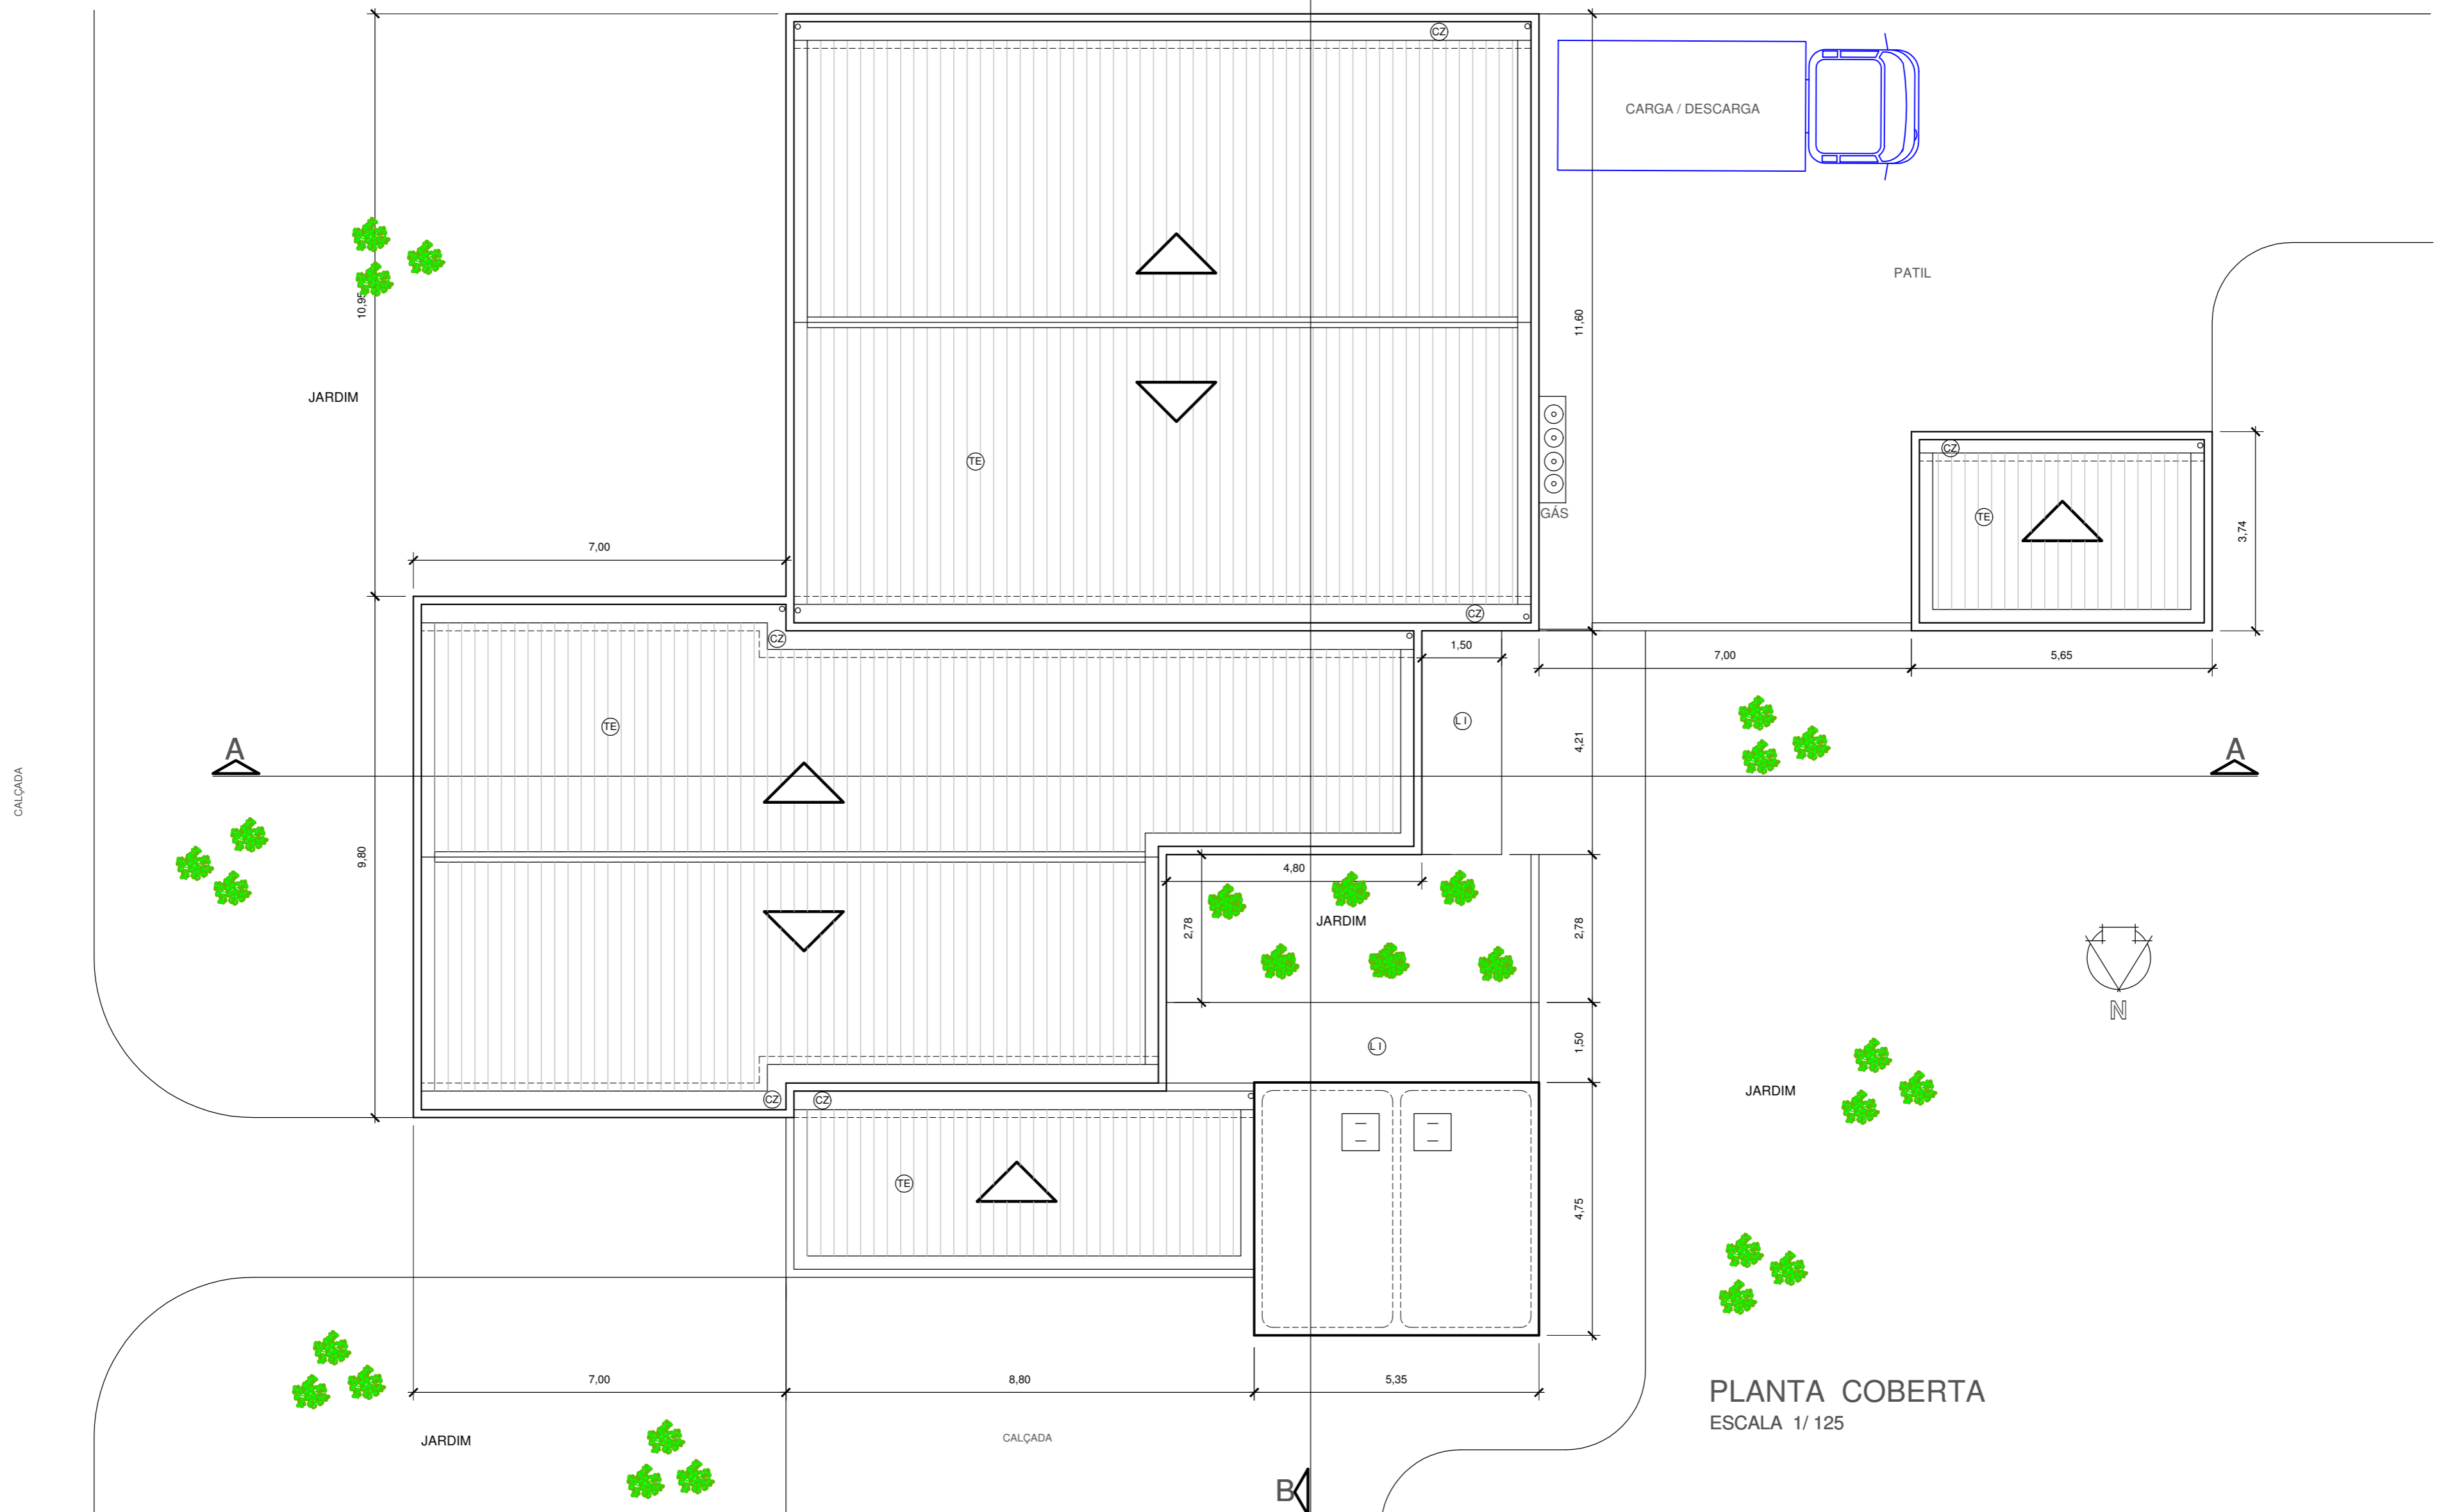 CZ
CARGA / DESCARGA
PATIL
10,95
11,60
JARDIM
CZ
TE
GÁS
TE
3,74
7,00
CZ
CZ
1,50
7,00
5,65
TE
L I
4,21
A
A
CALÇADA
9,80
4,80
JARDIM
2,78
2,78
N
L I
1,50
JARDIM
CZ
CZ
TE
4,75
7,00
8,80
5,35
PLANTA COBERTA
ESCALA 1/ 125
JARDIM
CALÇADA
B